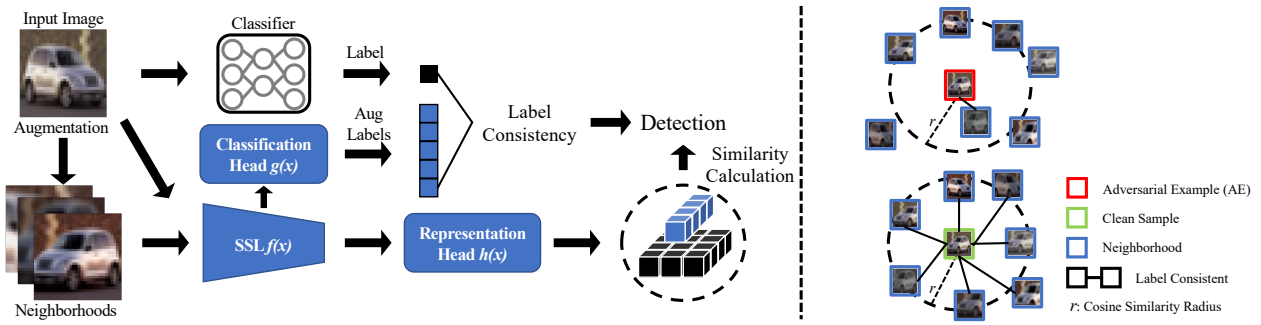 Input Image
Augmentation
Neighborhoods
Classifier
Label
Aug
Labels
Classification
Head g(x)
SSL f(x)
Label
Consistency
Detection
Similarity
Calculation
Representation
Head h(x)
r
r
Adversarial Example (AE)
Clean Sample
Neighborhood
Label Consistent
r: Cosine Similarity Radius